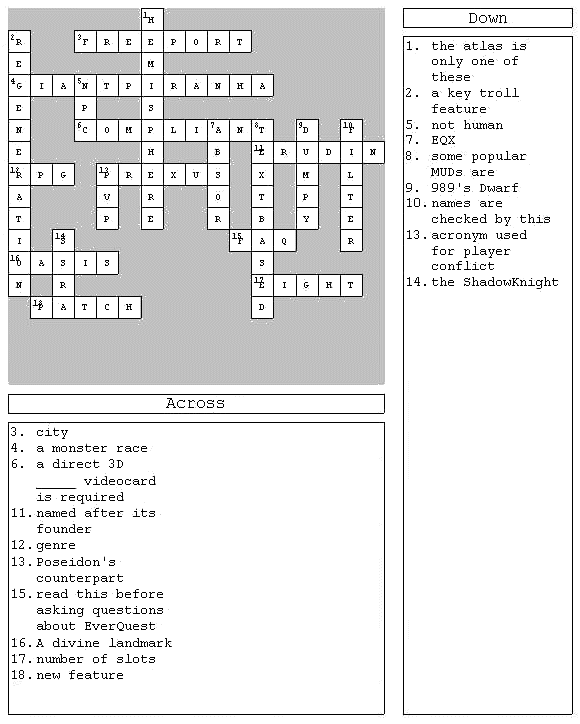 1 H
2 R 3 F R E E P O R T
E M
4 G I A 5 N T P I R A N H A
E P S
N 6 C O M P L I 7 A N 8 T 9 D 10 F
E H B 11 E R U D I N
12 R P G 13 P R E X U S X M L
A U R O T P T
T P E R B Y E
I 14 S 15 F A Q R
16 O A S I S S
N R 17 E I G H T
18 P A T C H D
Across
3. city
4. a monster race
6. a direct 3D
_____ videocard
is required
11. named after its
founder
12. genre
13. Poseidon's
counterpart
15. read this before
asking questions
about EverQuest
16. A divine landmark
17. number of slots
18. new feature
Down
1. the atlas is
only one of
these
2. a key troll
feature
5. not human
7. EQX
8. some popular
MUDs are
9. 989's Dwarf
10. names are
checked by this
13. acronym used
for player
conflict
14. the ShadowKnight